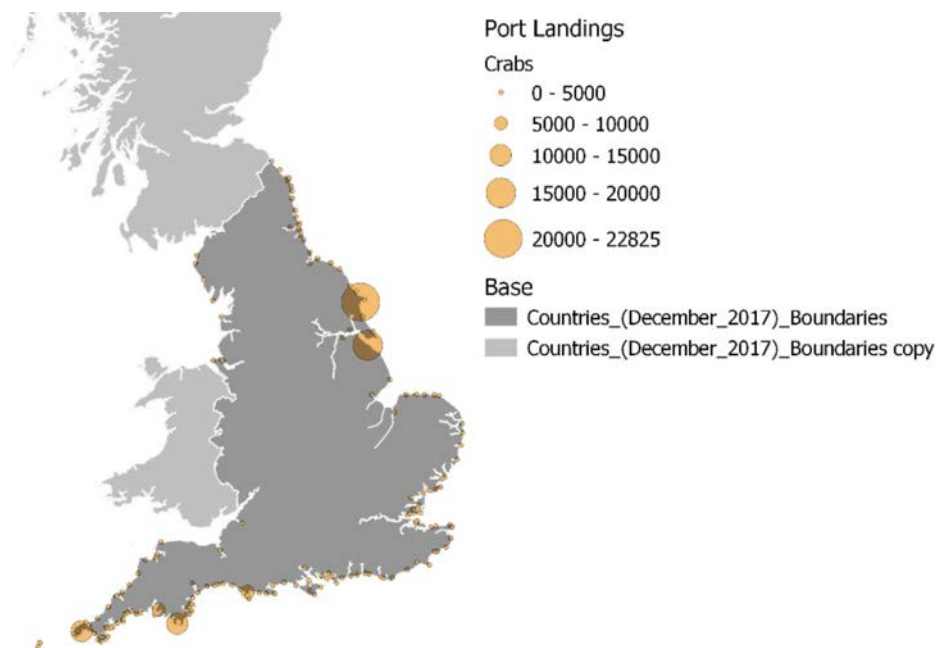 Port Landings
Crabs
0 - 5000
5000 - 10000
10000 - 15000
15000 - 20000
20000 - 22825
Base
Countries_(December_2017)_Boundaries
Countries_(December_2017)_Boundaries copy